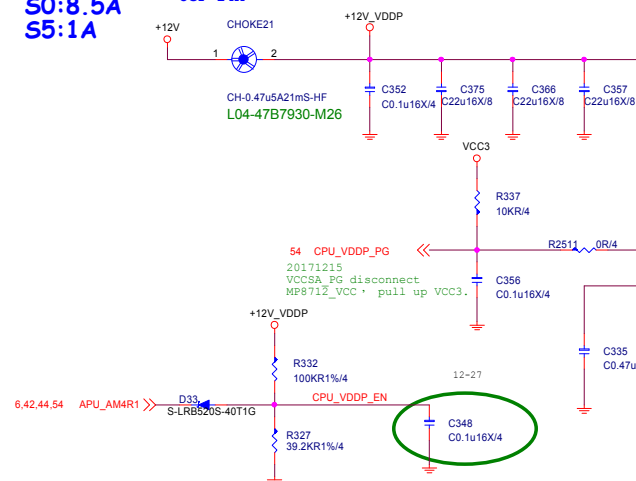 S0:8.5A
S5:1A
+12V
CHOKE21
+12V_VDDP
1
2
CH-0.47u5A21mS-HF
L04-47B7930-M26
C352
C0.1u16X/4
C375
C22u16X/8
C366
C22u16X/8
C357
C22u16X/8
VCC3
R337
10KR/4
54 CPU_VDDP_PG
R2511 0R/4
20171215
VCCSA_PG disconnect
MP8712_VCC, pull up VCC3.
C356
C0.1u16X/4
+12V_VDDP
R332
100KR1%/4
12-27
C335
C0.47u
6,42,44,54 APU_AM4R1
D33
S-LRB520S-40T1G
CPU_VDDP_EN
R327
39.2KR1%/4
C348
C0.1u16X/4